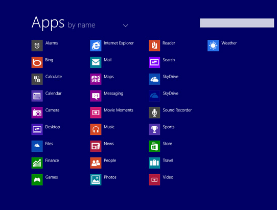 Apps by name
Alarms
Bing
Calculator
Calendar
Camera
Desktop
Files
Finance
Games
Internet Explorer
Mail
Maps
Messaging
Movie Moments
Music
News
People
Photos
Reader
Search
SkyDrive
SkyDrive
Sound Recorder
Sports
Store
Travel
Video
Weather